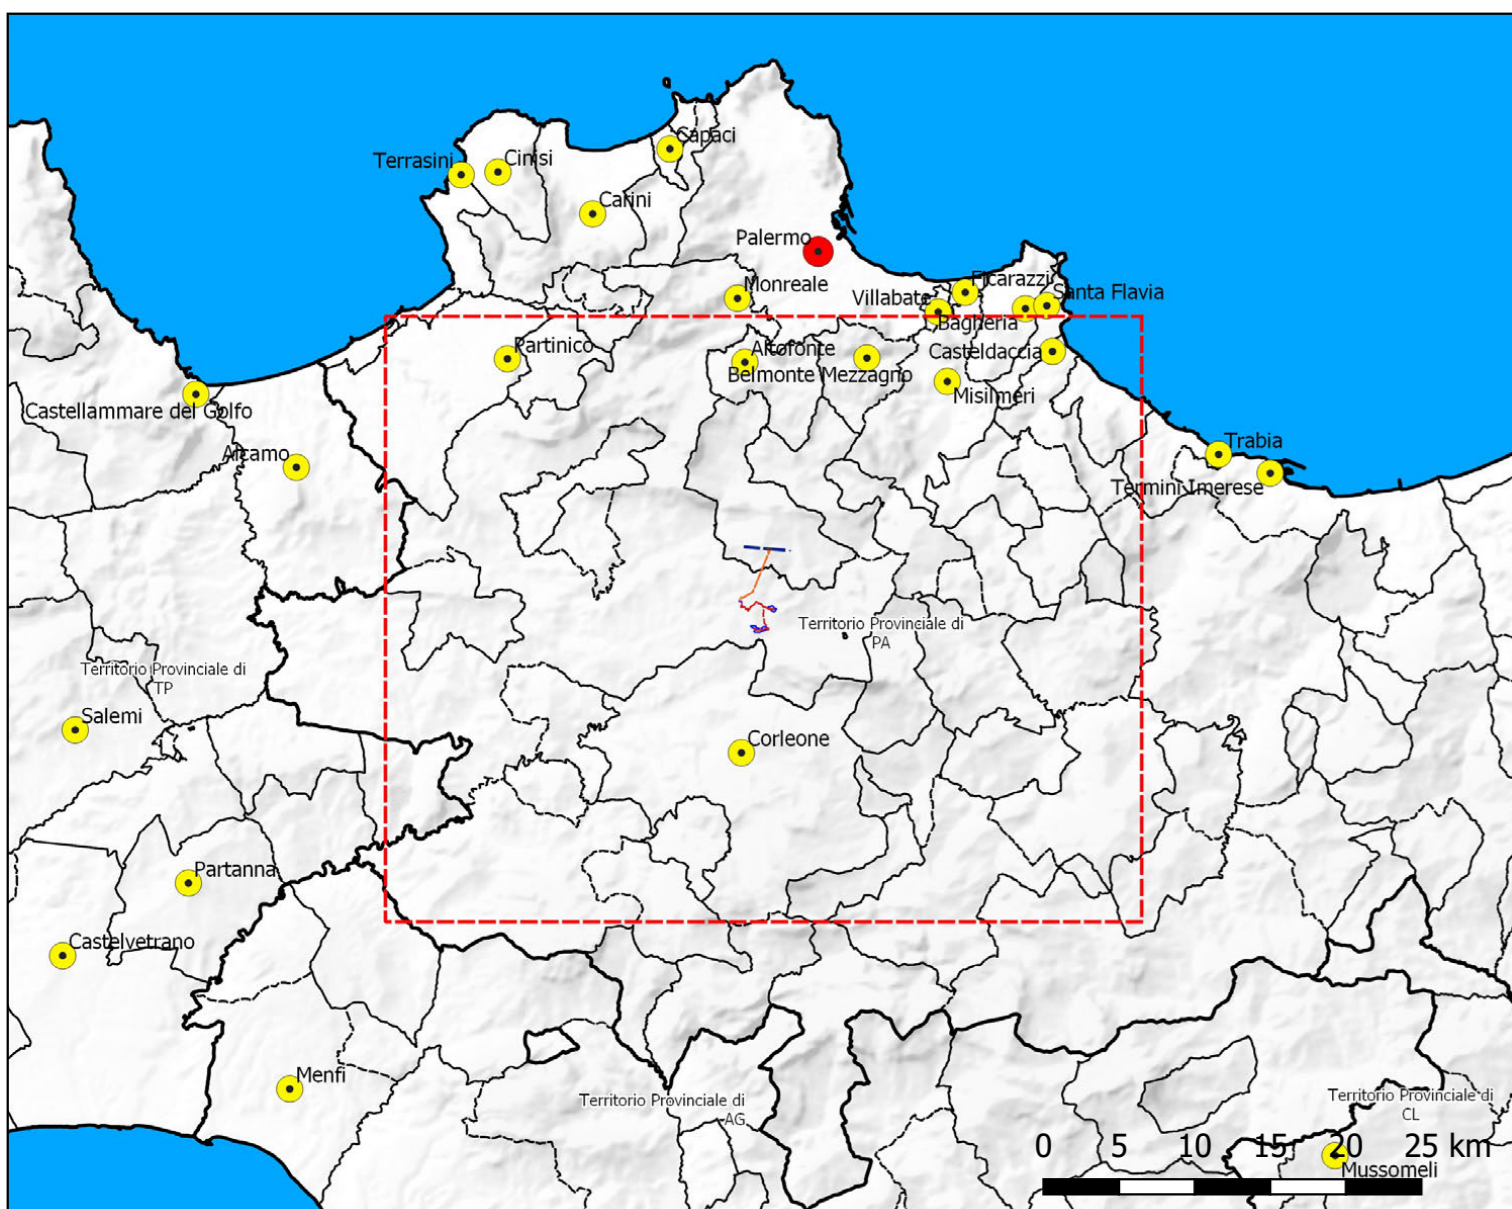 Capaci
Terrasini
Cinisi
Carini
Palermo
Monreale
Ficarazzi
Villabate
Santa Flavia
Bagheria
Partinico
Altofonte
Casteldaccia
Belmonte Mezzagno
Misilmeri
Castellammare del Golfo
Alcamo
Trabia
Termini Imerese
Territorio Provinciale di
PA
Territorio Provinciale di
TP
Salemi
Corleone
Partanna
Castelvetrano
Menfi
Territorio Provinciale di
AG
Territorio Provinciale di
CL
0 5 10 15 20 25 km
Mussomeli